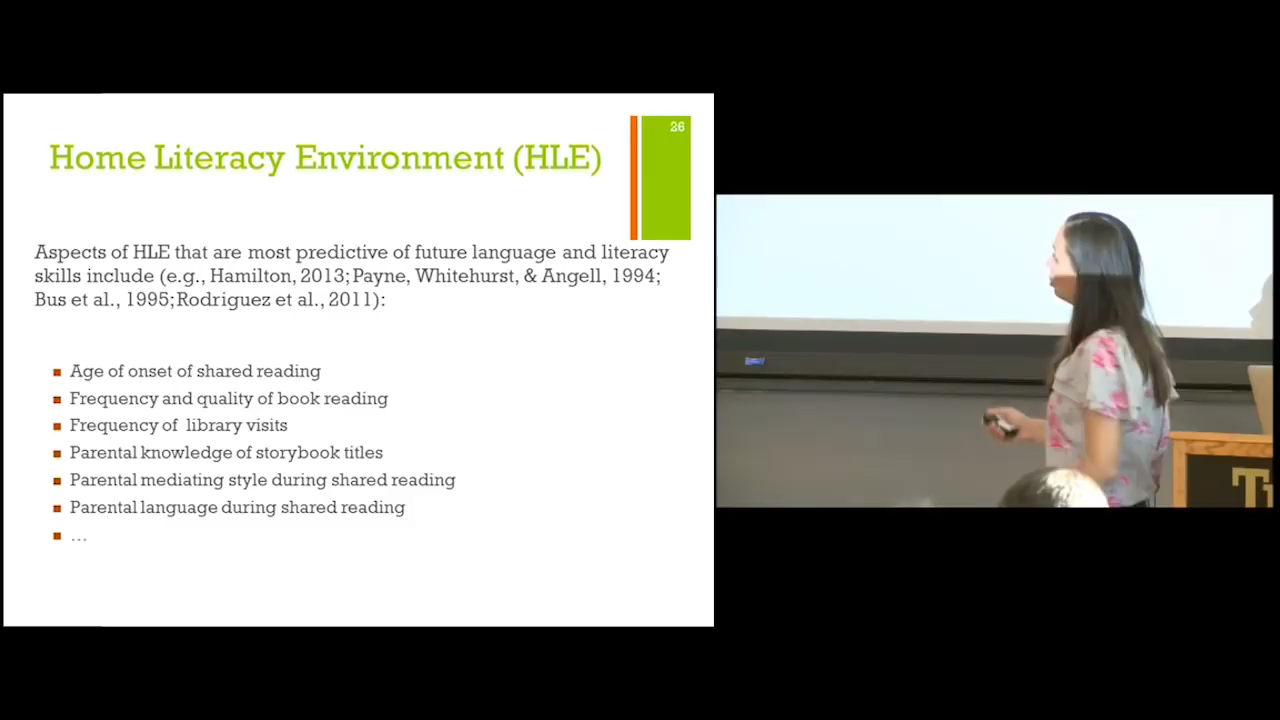 26
Home Literacy Environment (HLE)
Aspects of HLE that are most predictive of future language and literacy
skills include (e.g., Hamilton, 2013; Payne, Whitehurst, & Angell, 1994;
Bus et al., 1995; Rodriguez et al., 2011):
Age of onset of shared reading
Frequency and quality of book reading
Frequency of library visits
Parental knowledge of storybook titles
Parental mediating style during shared reading
Parental language during shared reading
...